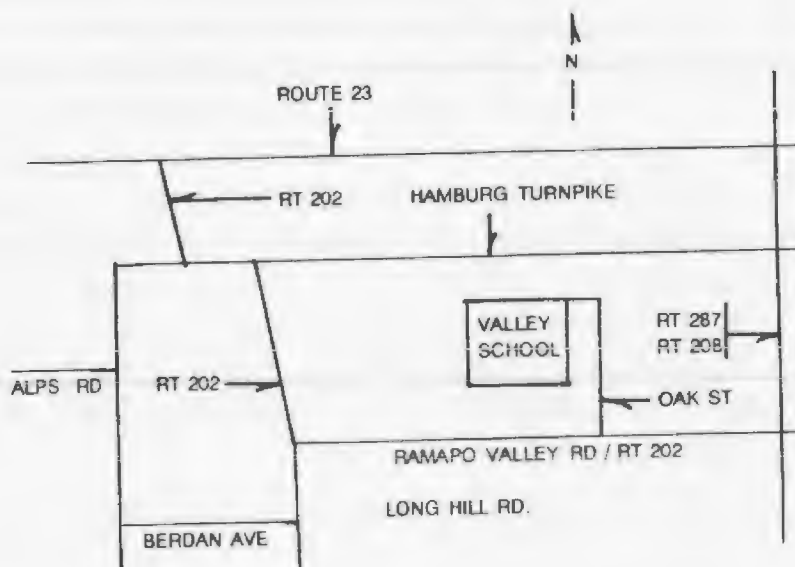 N
ROUTE 23
RT 202
HAMBURG TURNPIKE
VALLEY
SCHOOL
RT 287
RT 208
ALPS RD
RT 202
OAK ST
RAMAPO VALLEY RD / RT 202
LONG HILL RD.
BERDAN AVE